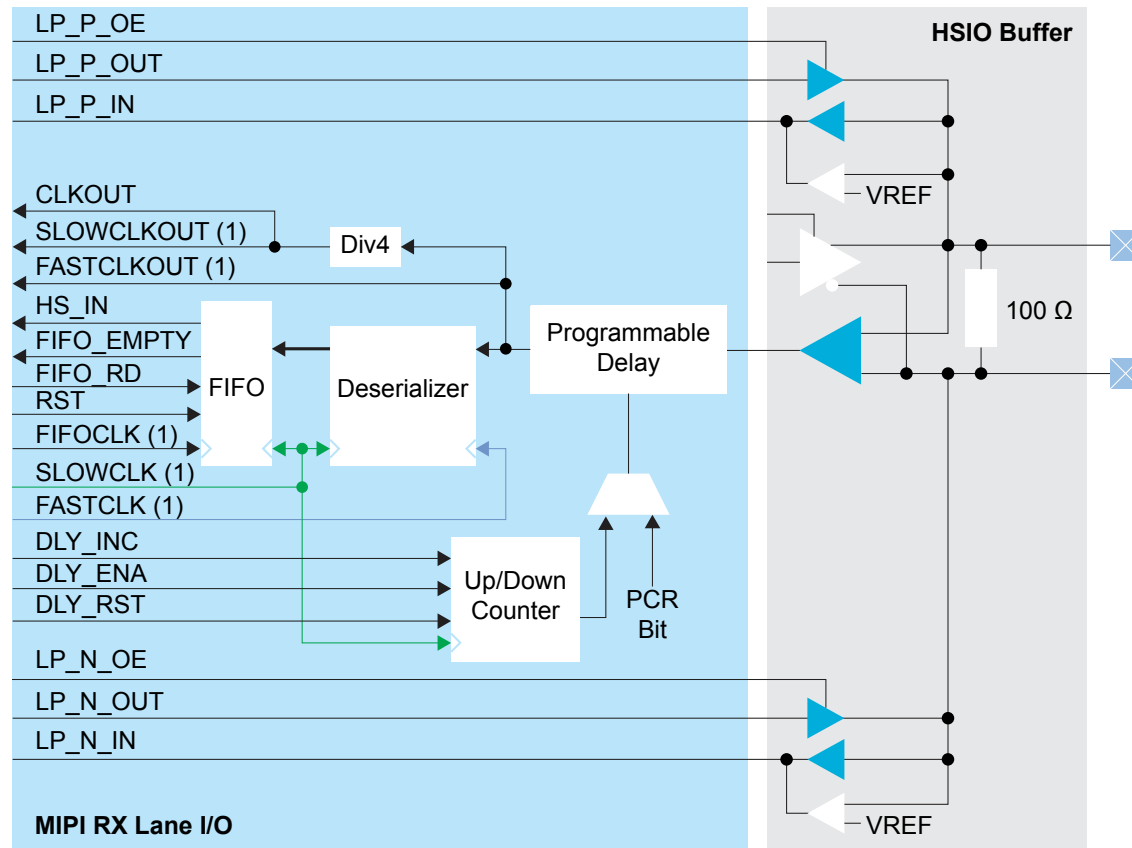 LP_P_OE
HSIO Buffer
LP_P_OUT
LP_P_IN
VREF
CLKOUT
SLOWCLKOUT (1)
Div4
FASTCLKOUT (1)
HS_IN
100 Ω
Programmable
Delay
FIFO_EMPTY
FIFO_RD
FIFO
Deserializer
RST
FIFOCLK (1)
SLOWCLK (1)
FASTCLK (1)
DLY_INC
DLY_ENA
DLY_RST
Up/Down
Counter
PCR
Bit
LP_N_OE
LP_N_OUT
LP_N_IN
VREF
MIPI RX Lane I/O